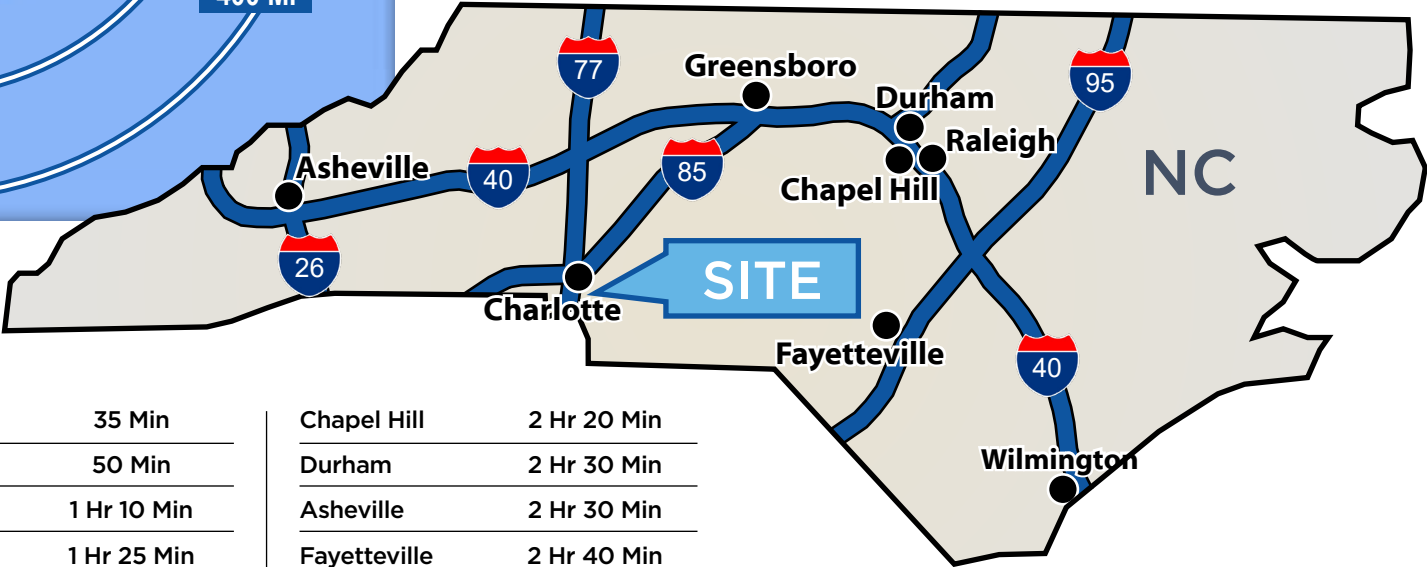 400 MI
77
95
Greensboro
Durham
Raleigh
Asheville
40
85
Chapel Hill
NC
26
SITE
Charlotte
Fayetteville
40
Wilmington
35 Min
50 Min
1 Hr 10 Min
1 Hr 25 Min
Chapel Hill 2 Hr 20 Min
Durham 2 Hr 30 Min
Asheville 2 Hr 30 Min
Fayetteville 2 Hr 40 Min